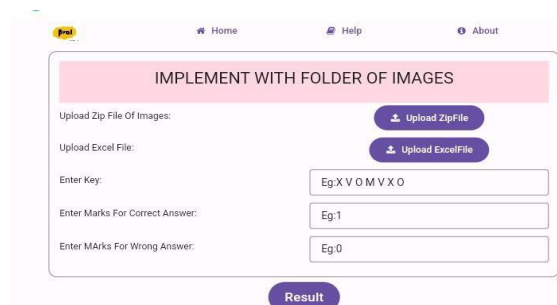 Bral Home Help About
IMPLEMENT WITH FOLDER OF IMAGES
Upload Zip File Of Images: Upload ZipFile
Upload Excel File: Upload ExcelFile
Enter Key: Eg:X V O M V X O
Enter Marks For Correct Answer: Eg:1
Enter MArks For Wrong Answer: Eg:0
Result